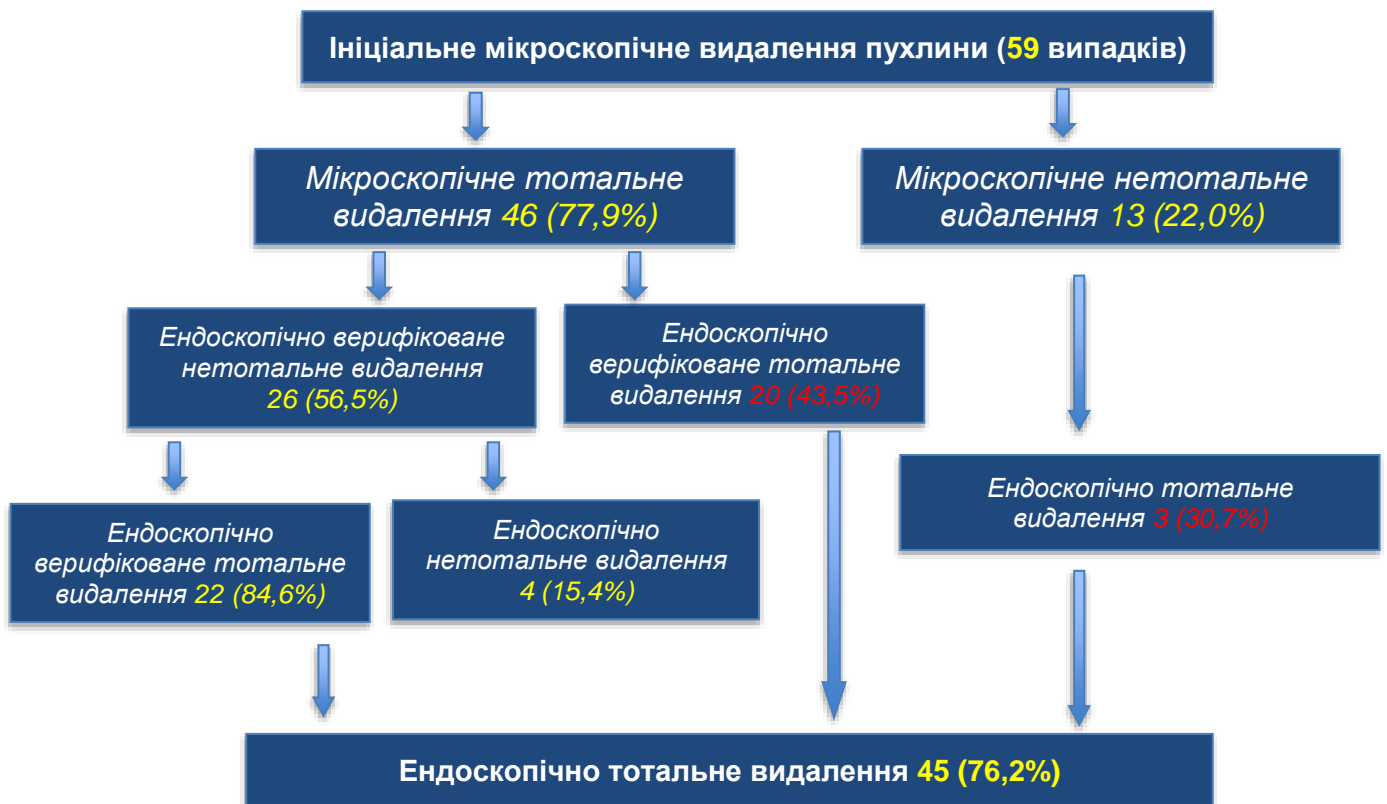 Ініціальне мікроскопічне видалення пухлини (59 випадків)
Мікроскопічне тотальне
видалення 46 (77,9%)
Мікроскопічне нетотальне
видалення 13 (22,0%)
Ендоскопічно верифіковане
нетотальне видалення
26 (56,5%)
Ендоскопічно
верифіковане тотальне
видалення 20 (43,5%)
Ендоскопічно тотальне
видалення 3 (30,7%)
Ендоскопічно
верифіковане тотальне
видалення 22 (84,6%)
Ендоскопічно
нетотальне видалення
4 (15,4%)
Ендоскопічно тотальне видалення 45 (76,2%)